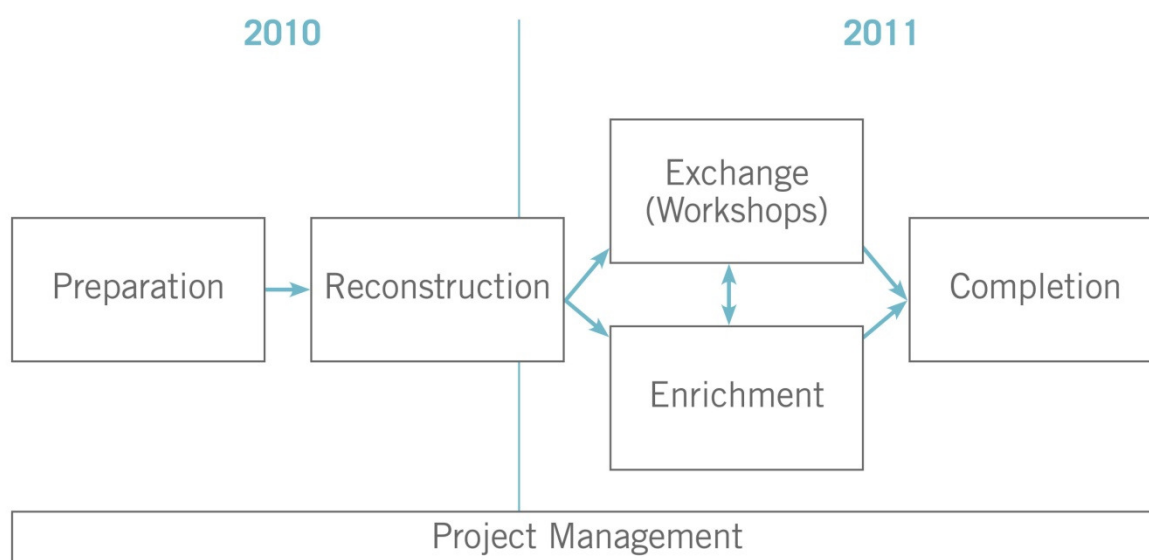 2010
2011
Preparation
Reconstruction
Exchange
(Workshops)
Enrichment
Completion
Project Management